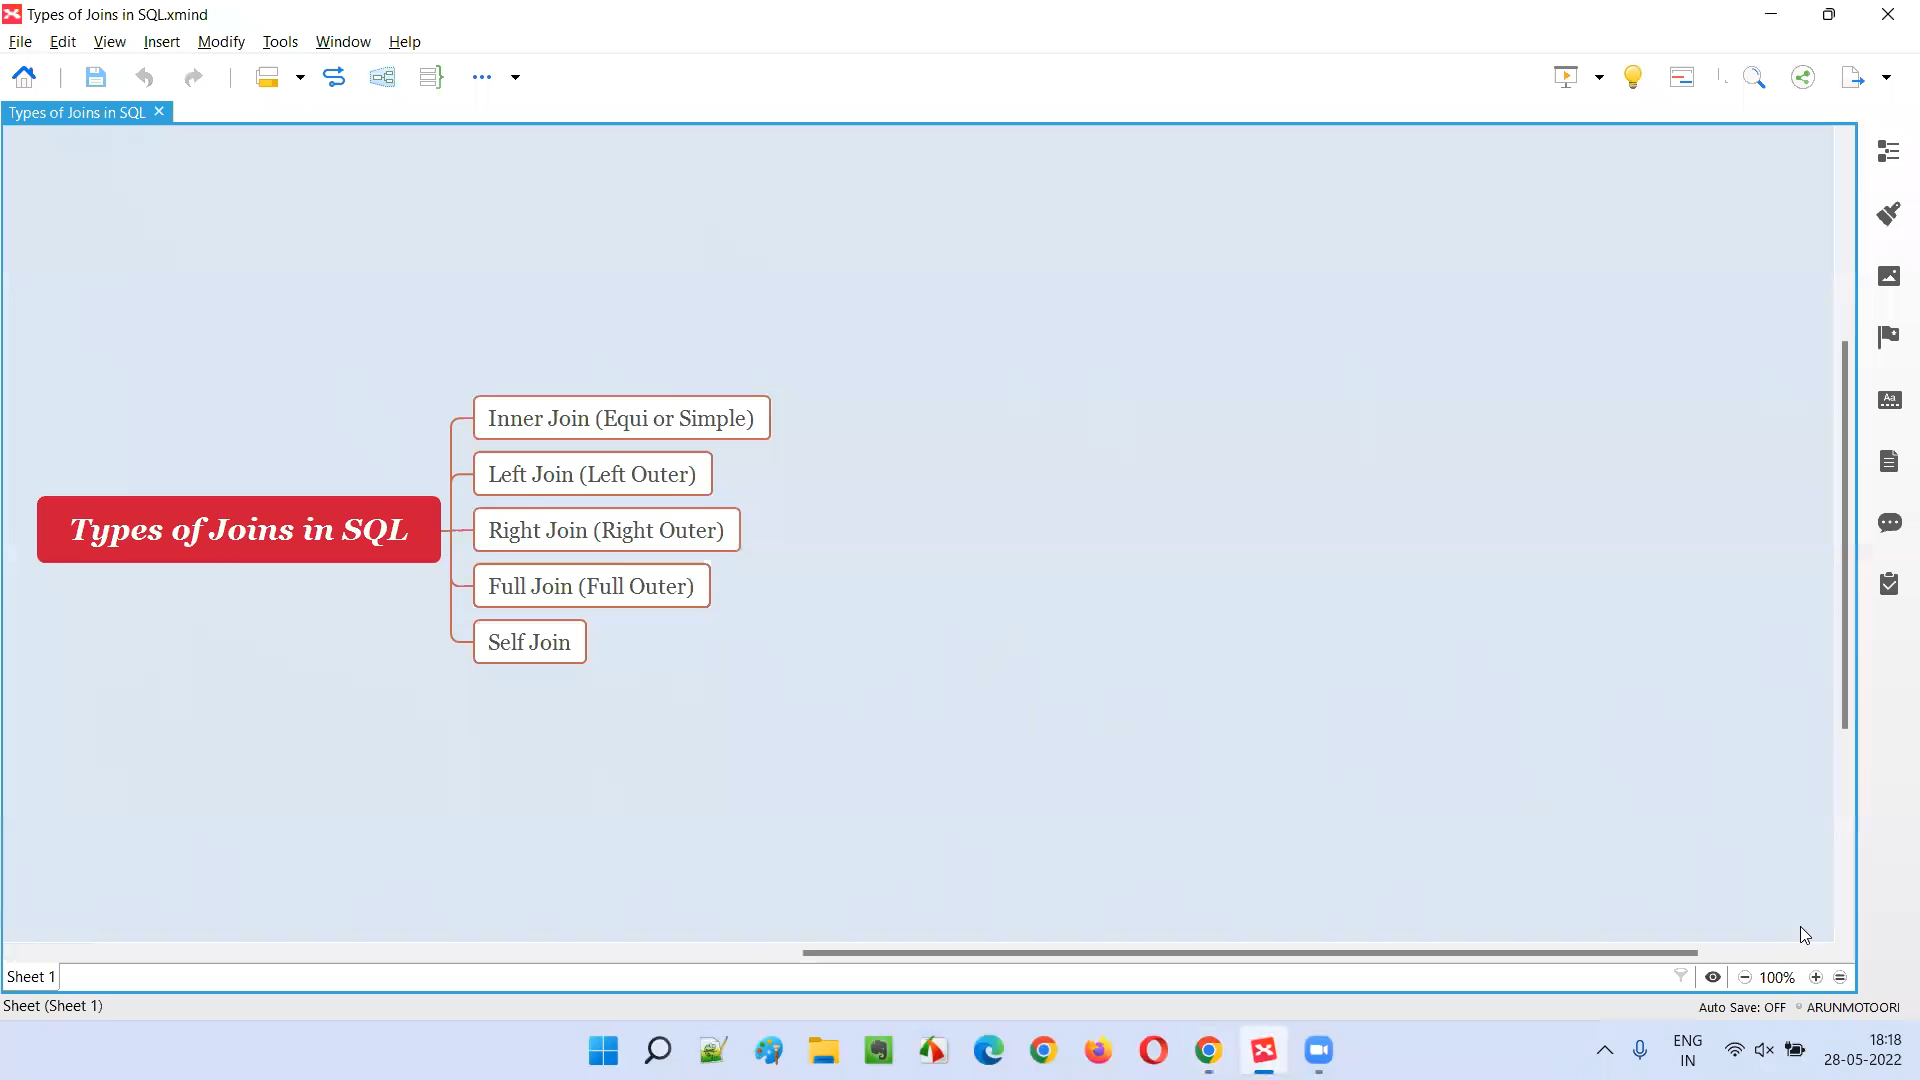 Types of Joins in SQL.xmind
File Edit View Insert Modify Tools Window Help
Types of Joins in SQL
Inner Join (Equi or Simple)
Left Join (Left Outer)
Types of Joins in SQL
Right Join (Right Outer)
Full Join (Full Outer)
Self Join
Aa
Sheet 1
100%
Sheet (Sheet 1)
Auto Save: OFF
ARUNMOTOORI
ENG
IN
18:18
28-05-2022